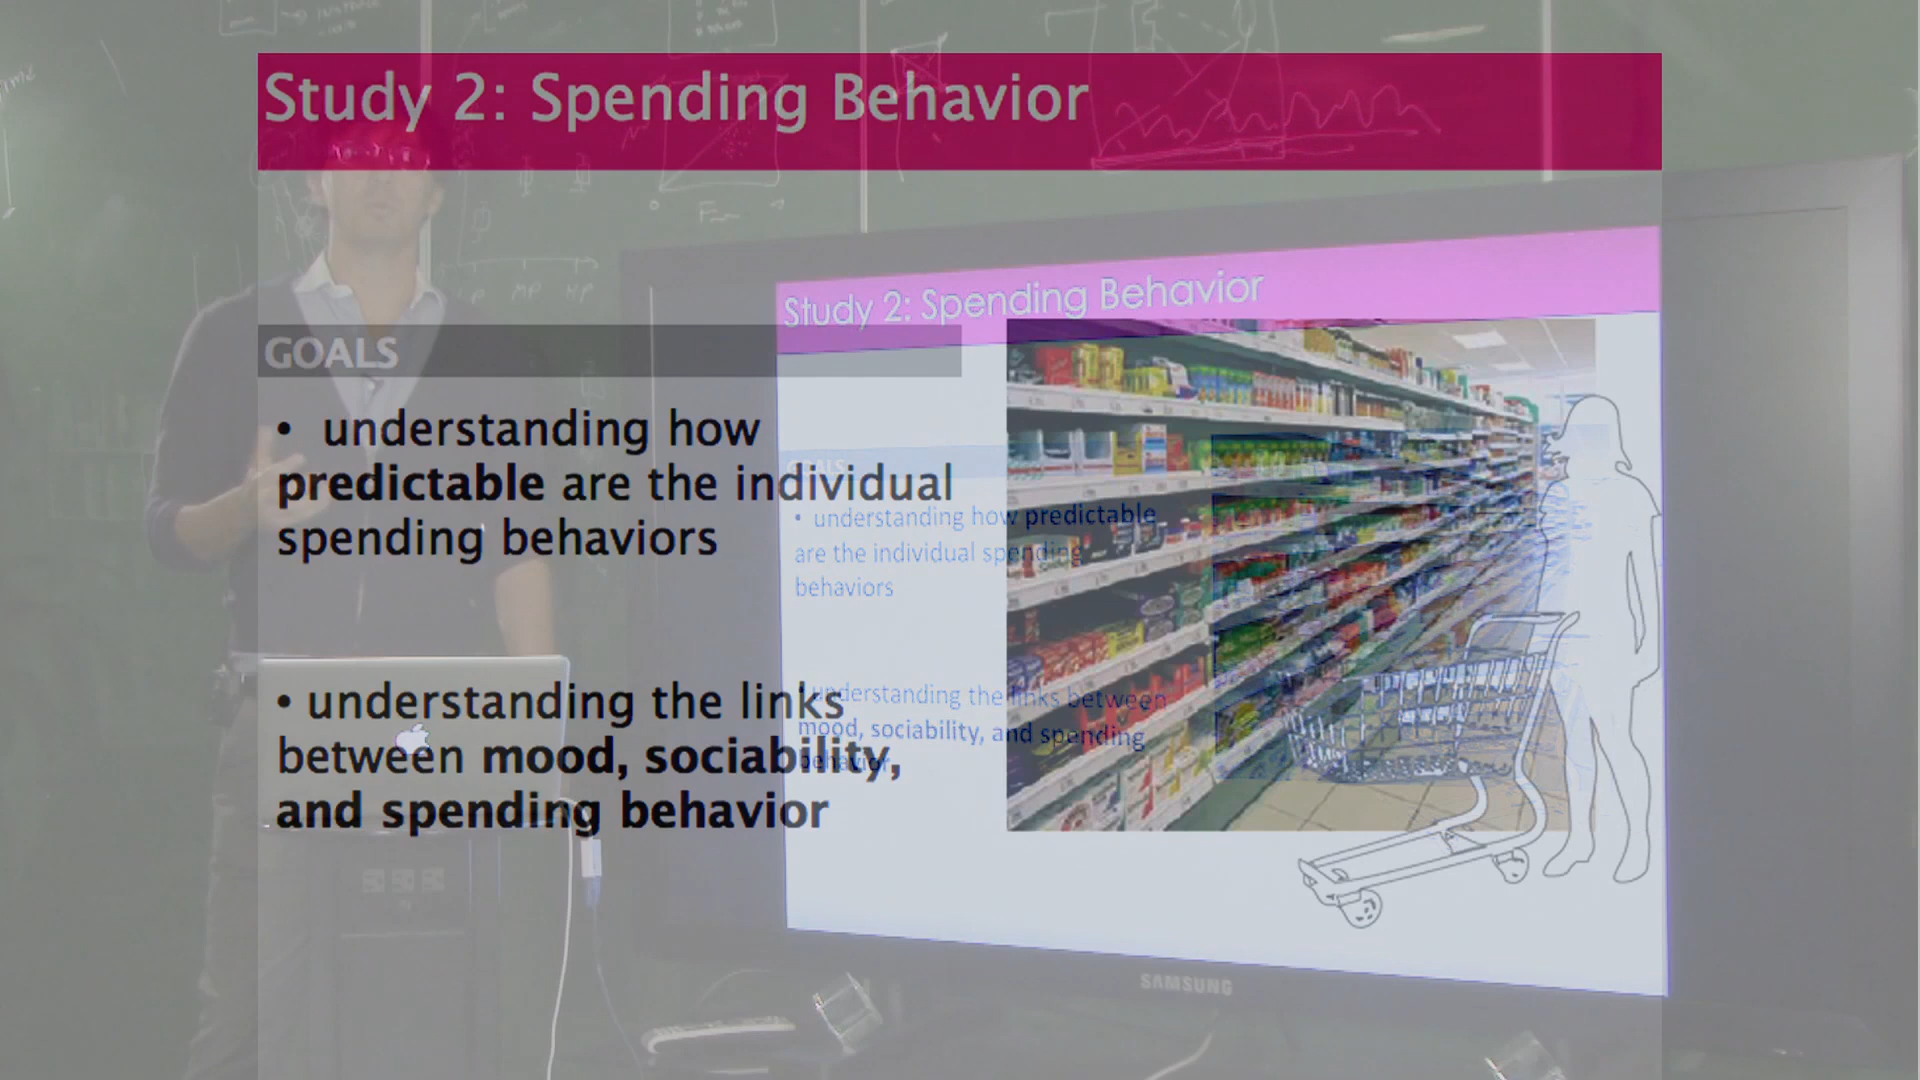 Study 2: Spending Behavior
GOALS
• understanding how
predictable are the individual
spending behaviors
• understanding the links
between mood, sociability,
and spending behavior
Study 2: Spending Behavior
GOALS
• understanding how predictable
are the individual spending
behaviors
• understanding the links between
mood, sociability, and spending
behavior
SAMSUNG